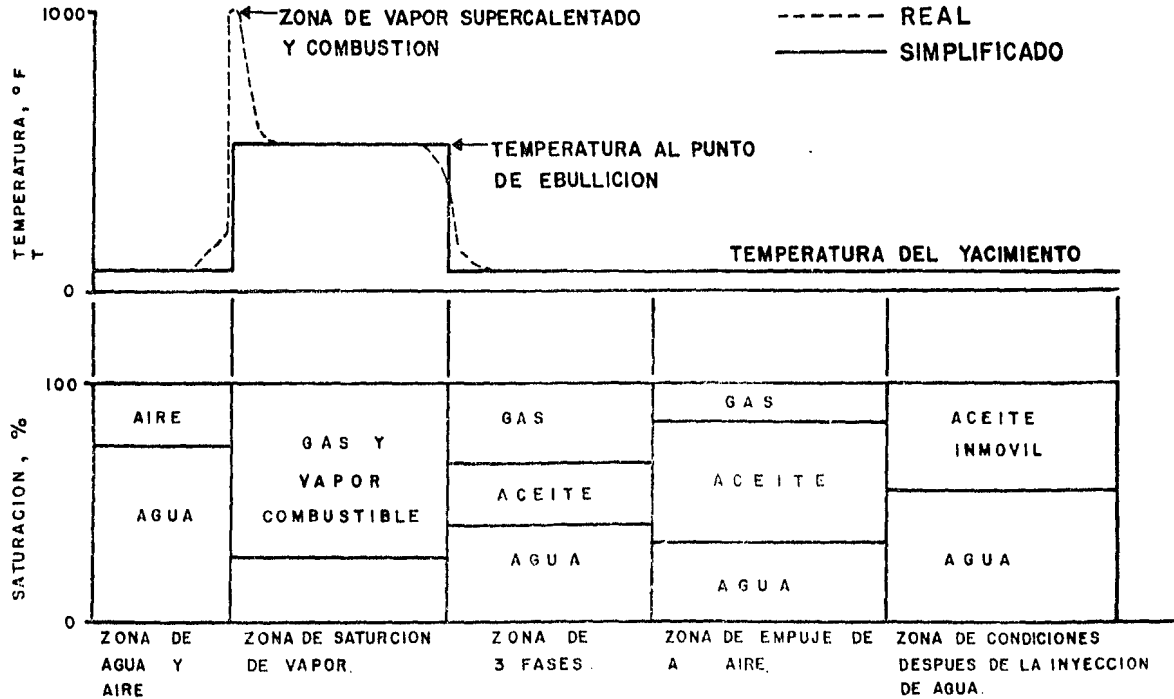 1000
ZONA DE VAPOR SUPERCALENTADO
Y COMBUSTION
REAL
SIMPLIFICADO
TEMPERATURA, °F
T
TEMPERATURA AL PUNTO
DE EBULLICION
TEMPERATURA DEL YACIMIENTO
0
100
SATURACION, %
AIRE
AGUA
GAS Y
VAPOR
COMBUSTIBLE
GAS
ACEITE
AGUA
GAS
ACEITE
AGUA
ACEITE
INMOVIL
AGUA
0
ZONA DE
AGUA Y
AIRE
ZONA DE SATURCION
DE VAPOR.
ZONA DE
3 FASES.
ZONA DE EMPUJE DE
A AIRE.
ZONA DE CONDICIONES
DESPUES DE LA INYECCION
DE AGUA.